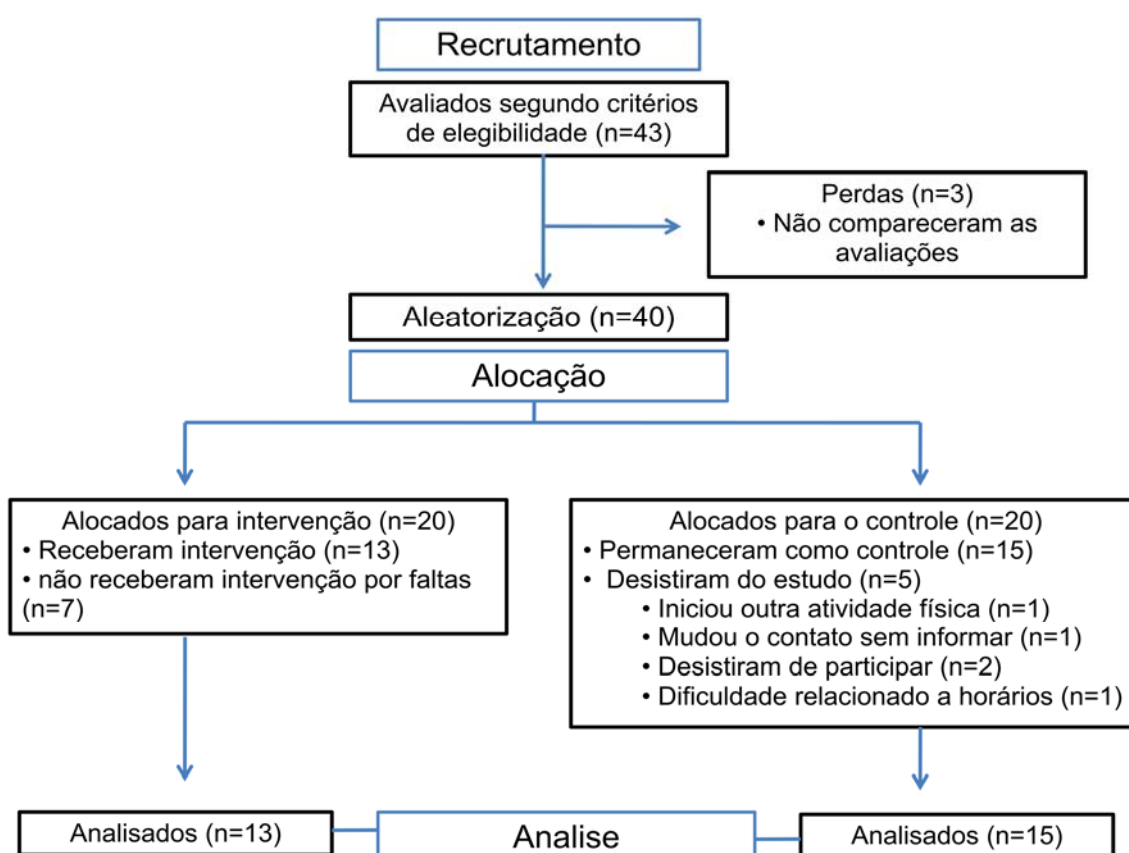 Recrutamento
Avaliados segundo critérios
de elegibilidade (n=43)
Perdas (n=3)
• Não compareceram as
avaliações
Aleatorização (n=40)
Alocação
Alocados para intervenção (n=20)
• Receberam intervenção (n=13)
• não receberam intervenção por faltas
(n=7)
Alocados para o controle (n=20)
• Permaneceram como controle (n=15)
• Desistiram do estudo (n=5)
• Iniciou outra atividade física (n=1)
• Mudou o contato sem informar (n=1)
• Desistiram de participar (n=2)
• Dificuldade relacionado a horários (n=1)
Analisados (n=13)
Analise
Analisados (n=15)